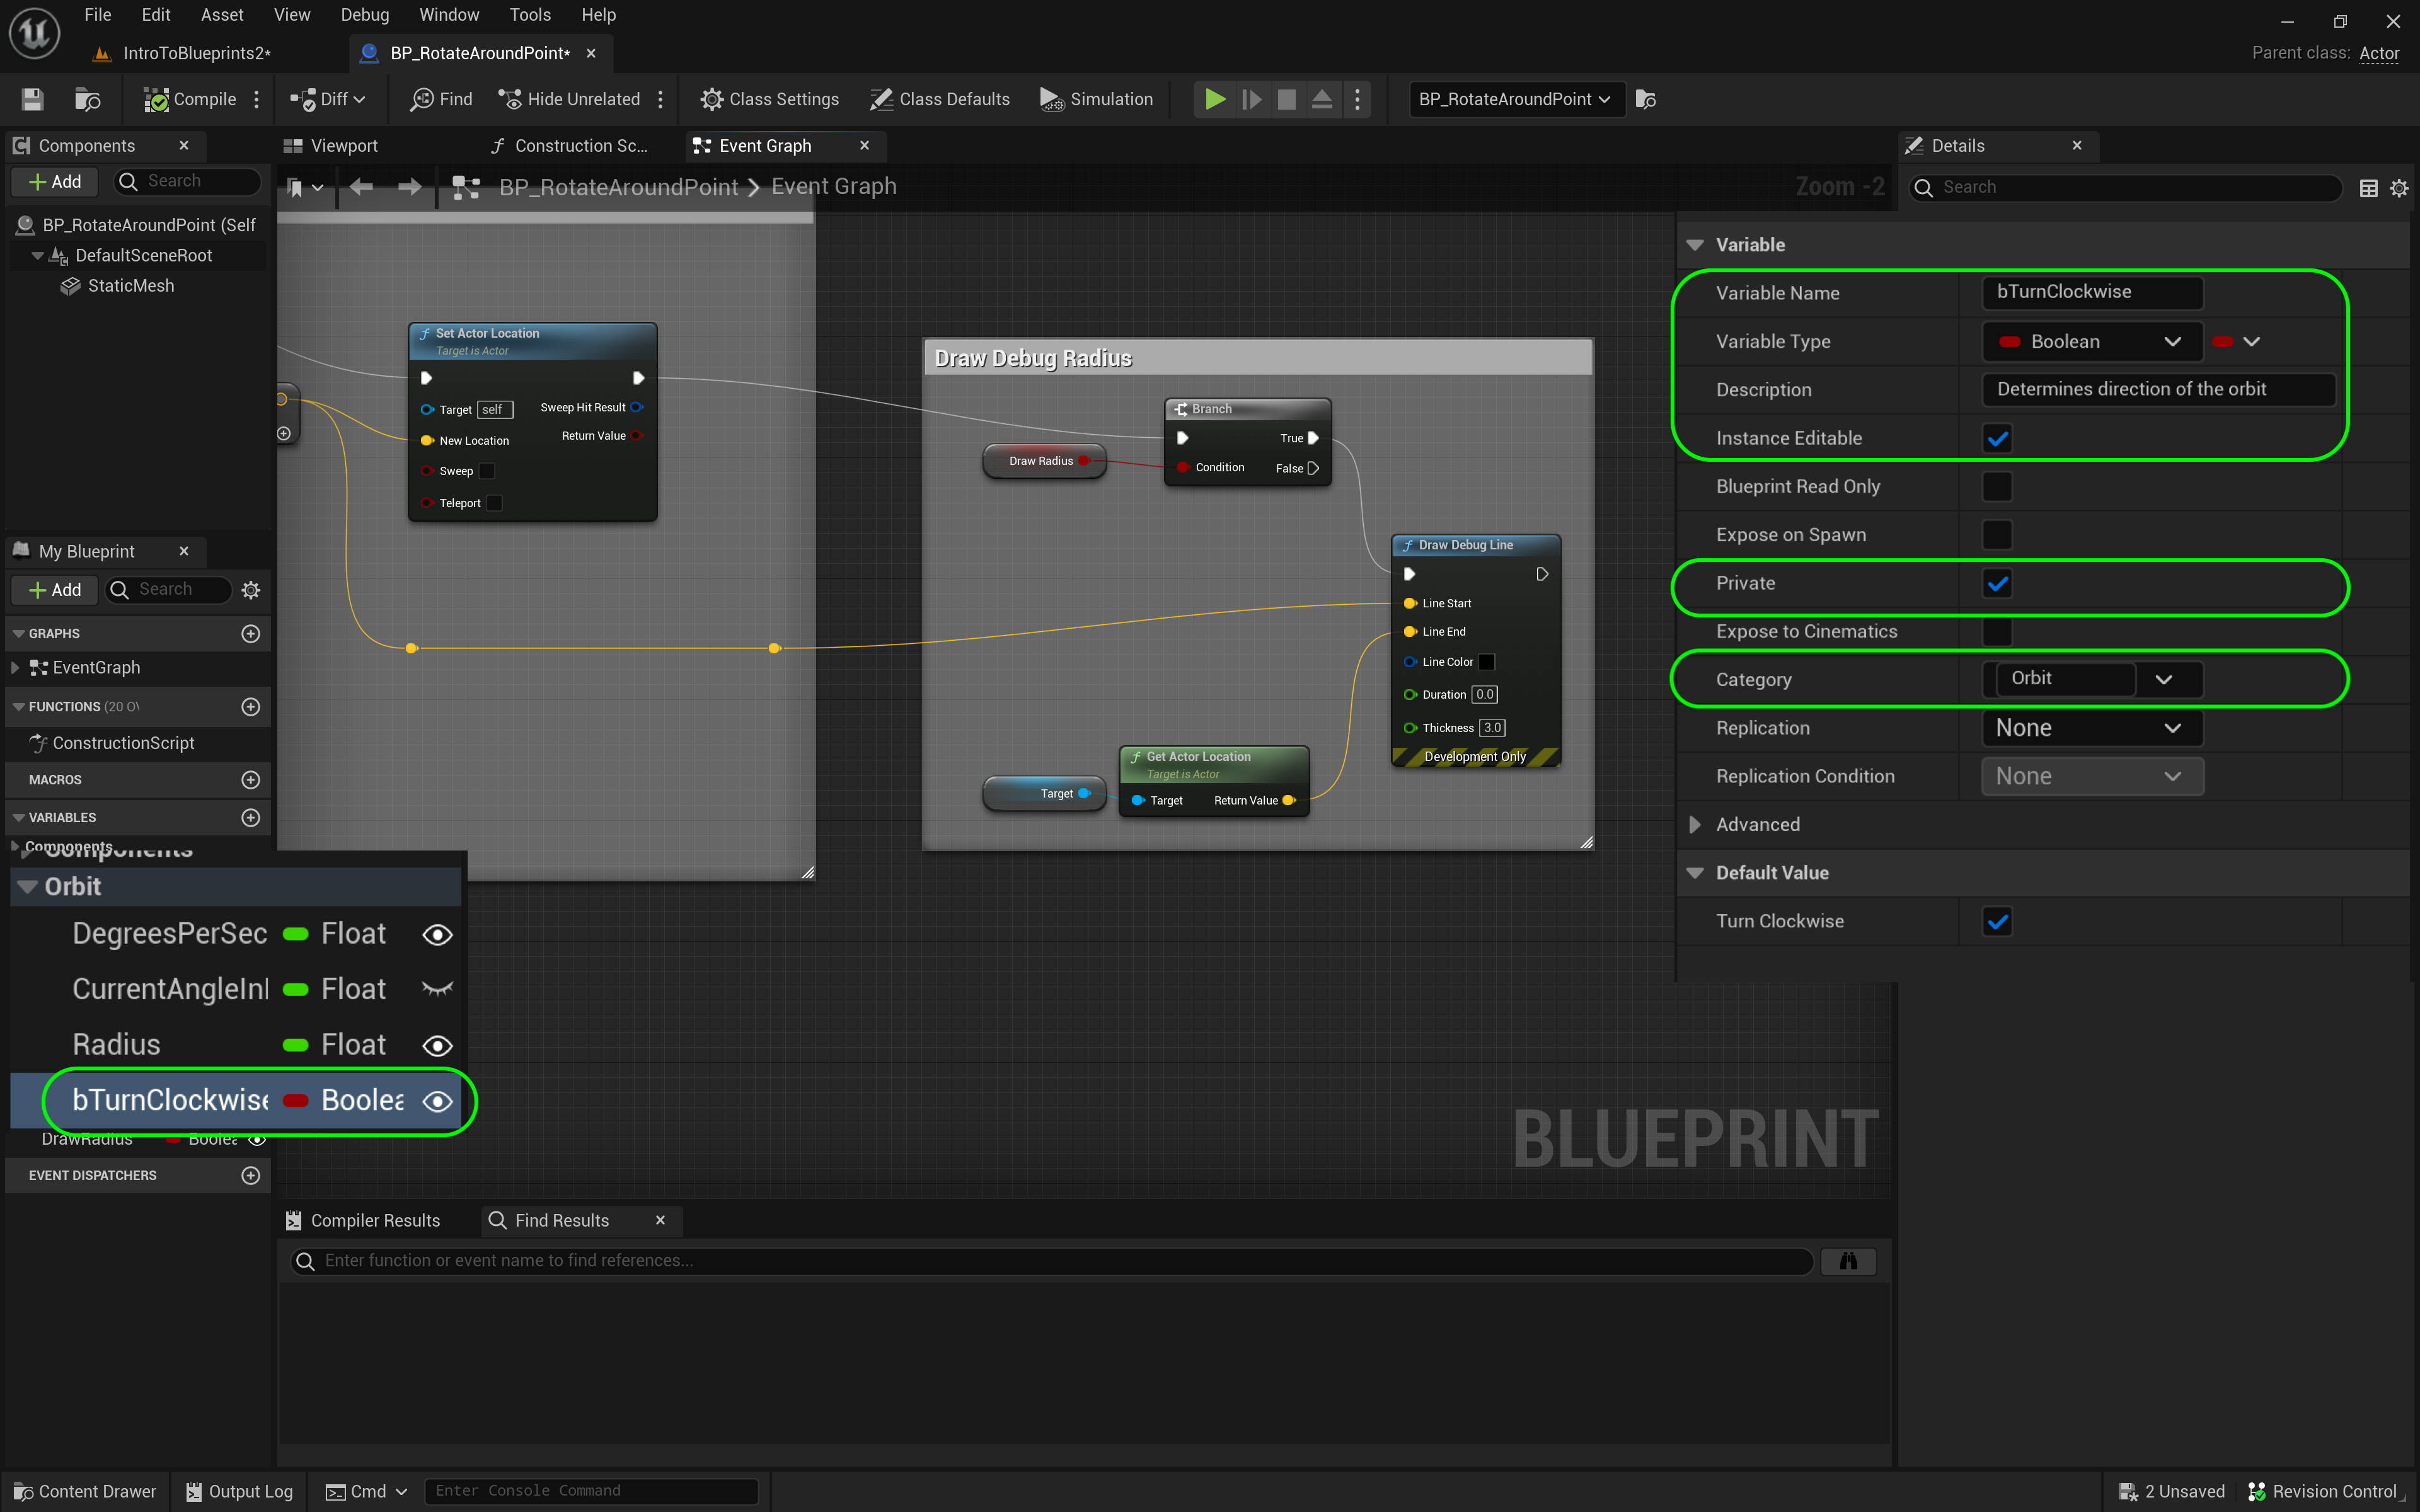 File Edit Asset View Debug Window Tools Help
IntroToBlueprints2*
BP_RotateAroundPoint*
Parent class: Actor
Compile Diff Find Hide Unrelated Class Settings Class Defaults Simulation BP_RotateAroundPoint
Components
Viewport
Construction Sc...
Event Graph
Details
Add
Search
BP_RotateAroundPoint > Event Graph
Zoom -2
Search
BP_RotateAroundPoint (Self
DefaultSceneRoot
StaticMesh
Set Actor Location
Target is Actor
Target self
Sweep Hit Result
New Location
Return Value
Sweep
Teleport
Draw Debug Radius
Branch
True
Condition
False
Draw Radius
Draw Debug Line
Line Start
Line End
Line Color
Duration 0.0
Thickness 3.0
Development Only
Get Actor Location
Target is Actor
Target
Target
Return Value
Variable
Variable Name bTurnClockwise
Variable Type Boolean
Description Determines direction of the orbit
Instance Editable
Blueprint Read Only
Expose on Spawn
Private
Expose to Cinematics
Category Orbit
Replication None
Replication Condition None
Advanced
Default Value
Turn Clockwise
My Blueprint
Add
Search
GRAPHS
EventGraph
FUNCTIONS (20 O
ConstructionScript
MACROS
VARIABLES
Components
Components
Orbit
DegreesPerSec Float
CurrentAngleIn Float
Radius Float
bTurnClockwise Boolea
DrawRadius Boolea
EVENT DISPATCHERS
BLUEPRINT
Compiler Results
Find Results
Enter function or event name to find references...
Content Drawer
Output Log
Cmd
Enter Console Command
2 Unsaved
Revision Control